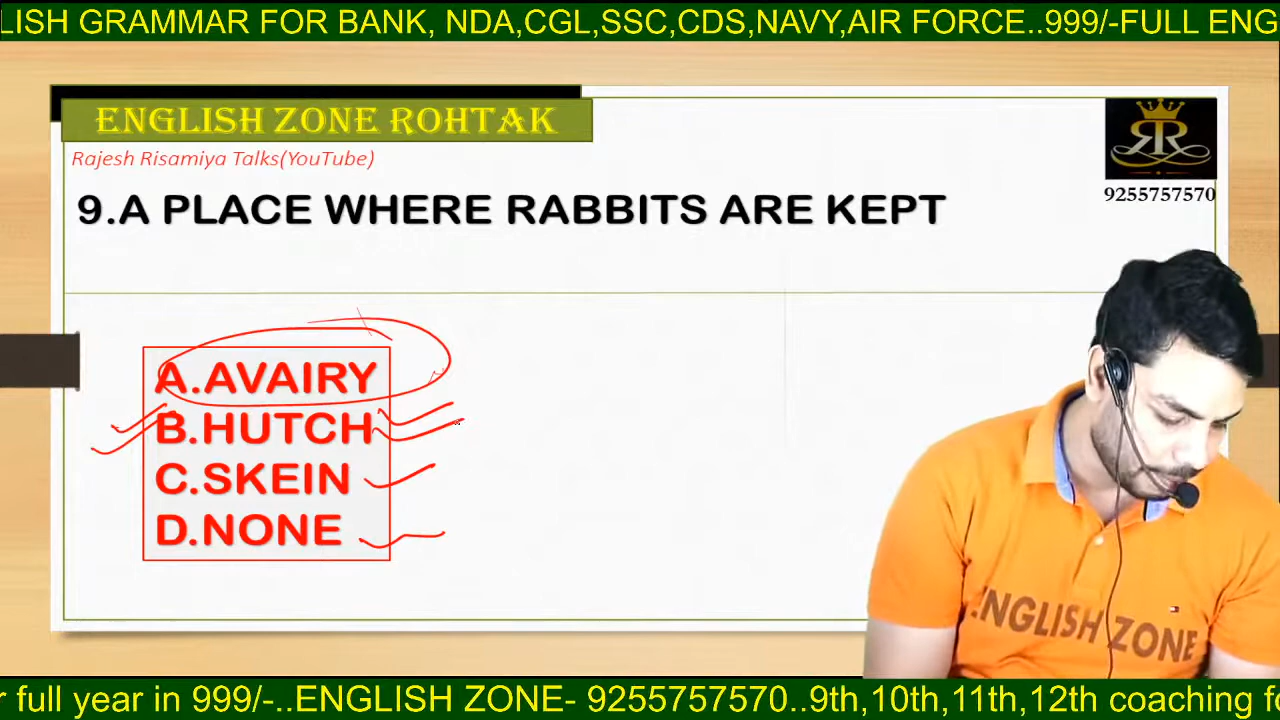 LISH GRAMMAR FOR BANK, NDA,CGL,SSC,CDS,NAVY,AIR FORCE..999/-FULL ENG
ENGLISH ZONE ROHTAK
Rajesh Risamiya Talks(YouTube)
RR
9255757570
9.A PLACE WHERE RABBITS ARE KEPT
A.AVAIRY
B.HUTCH
C.SKEIN
D.NONE
ENGLISH ZONE
r full year in 999/-..ENGLISH ZONE- 9255757570..9th,10th,11th,12th coaching fo